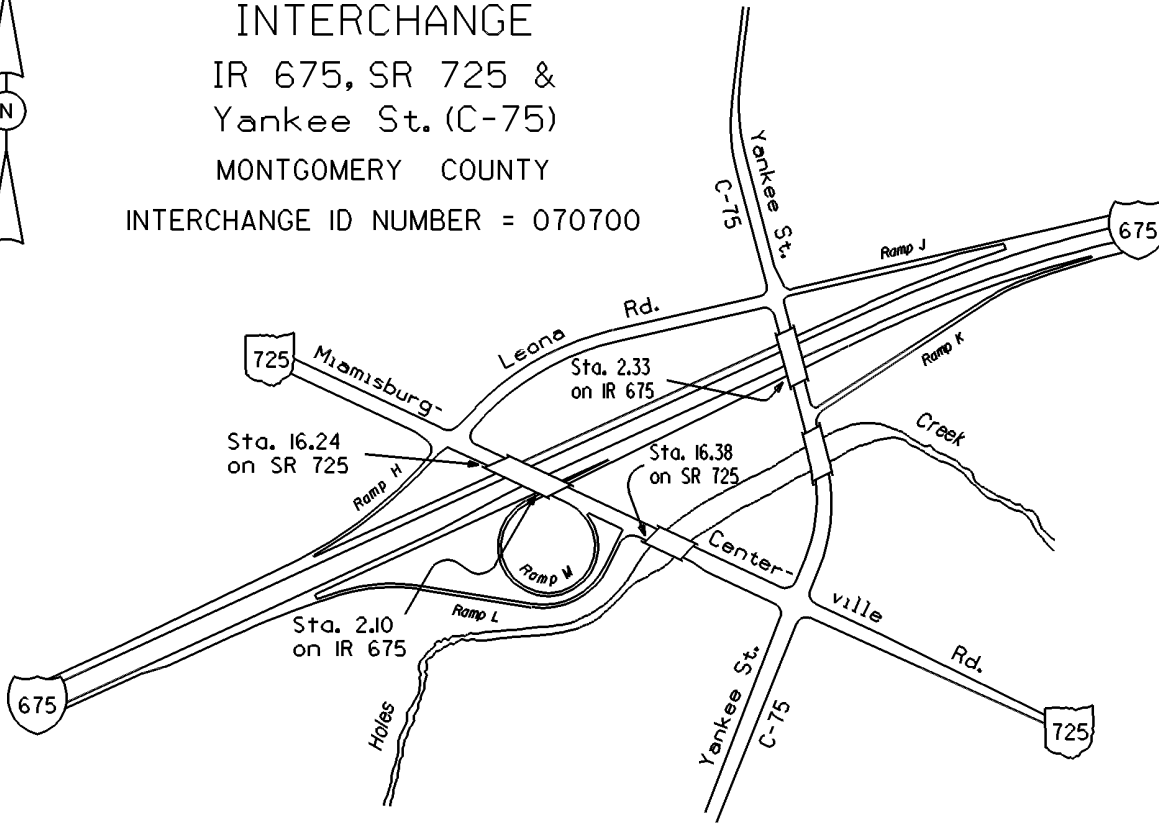 INTERCHANGE
IR 675, SR 725 &
Yankee St. (C-75)
MONTGOMERY COUNTY
INTERCHANGE ID NUMBER = 070700
N
Yankee St.
C-75
675
Ramp J
Leona Rd.
725
Miamisburg-
Sta. 2.33
on IR 675
Ramp K
Sta. 16.24
on SR 725
Sta. 16.38
on SR 725
Creek
Ramp H
Center-
Ramp M
Ramp L
ville Rd.
Sta. 2.10
on IR 675
675
Holes
Yankee St.
C-75
725